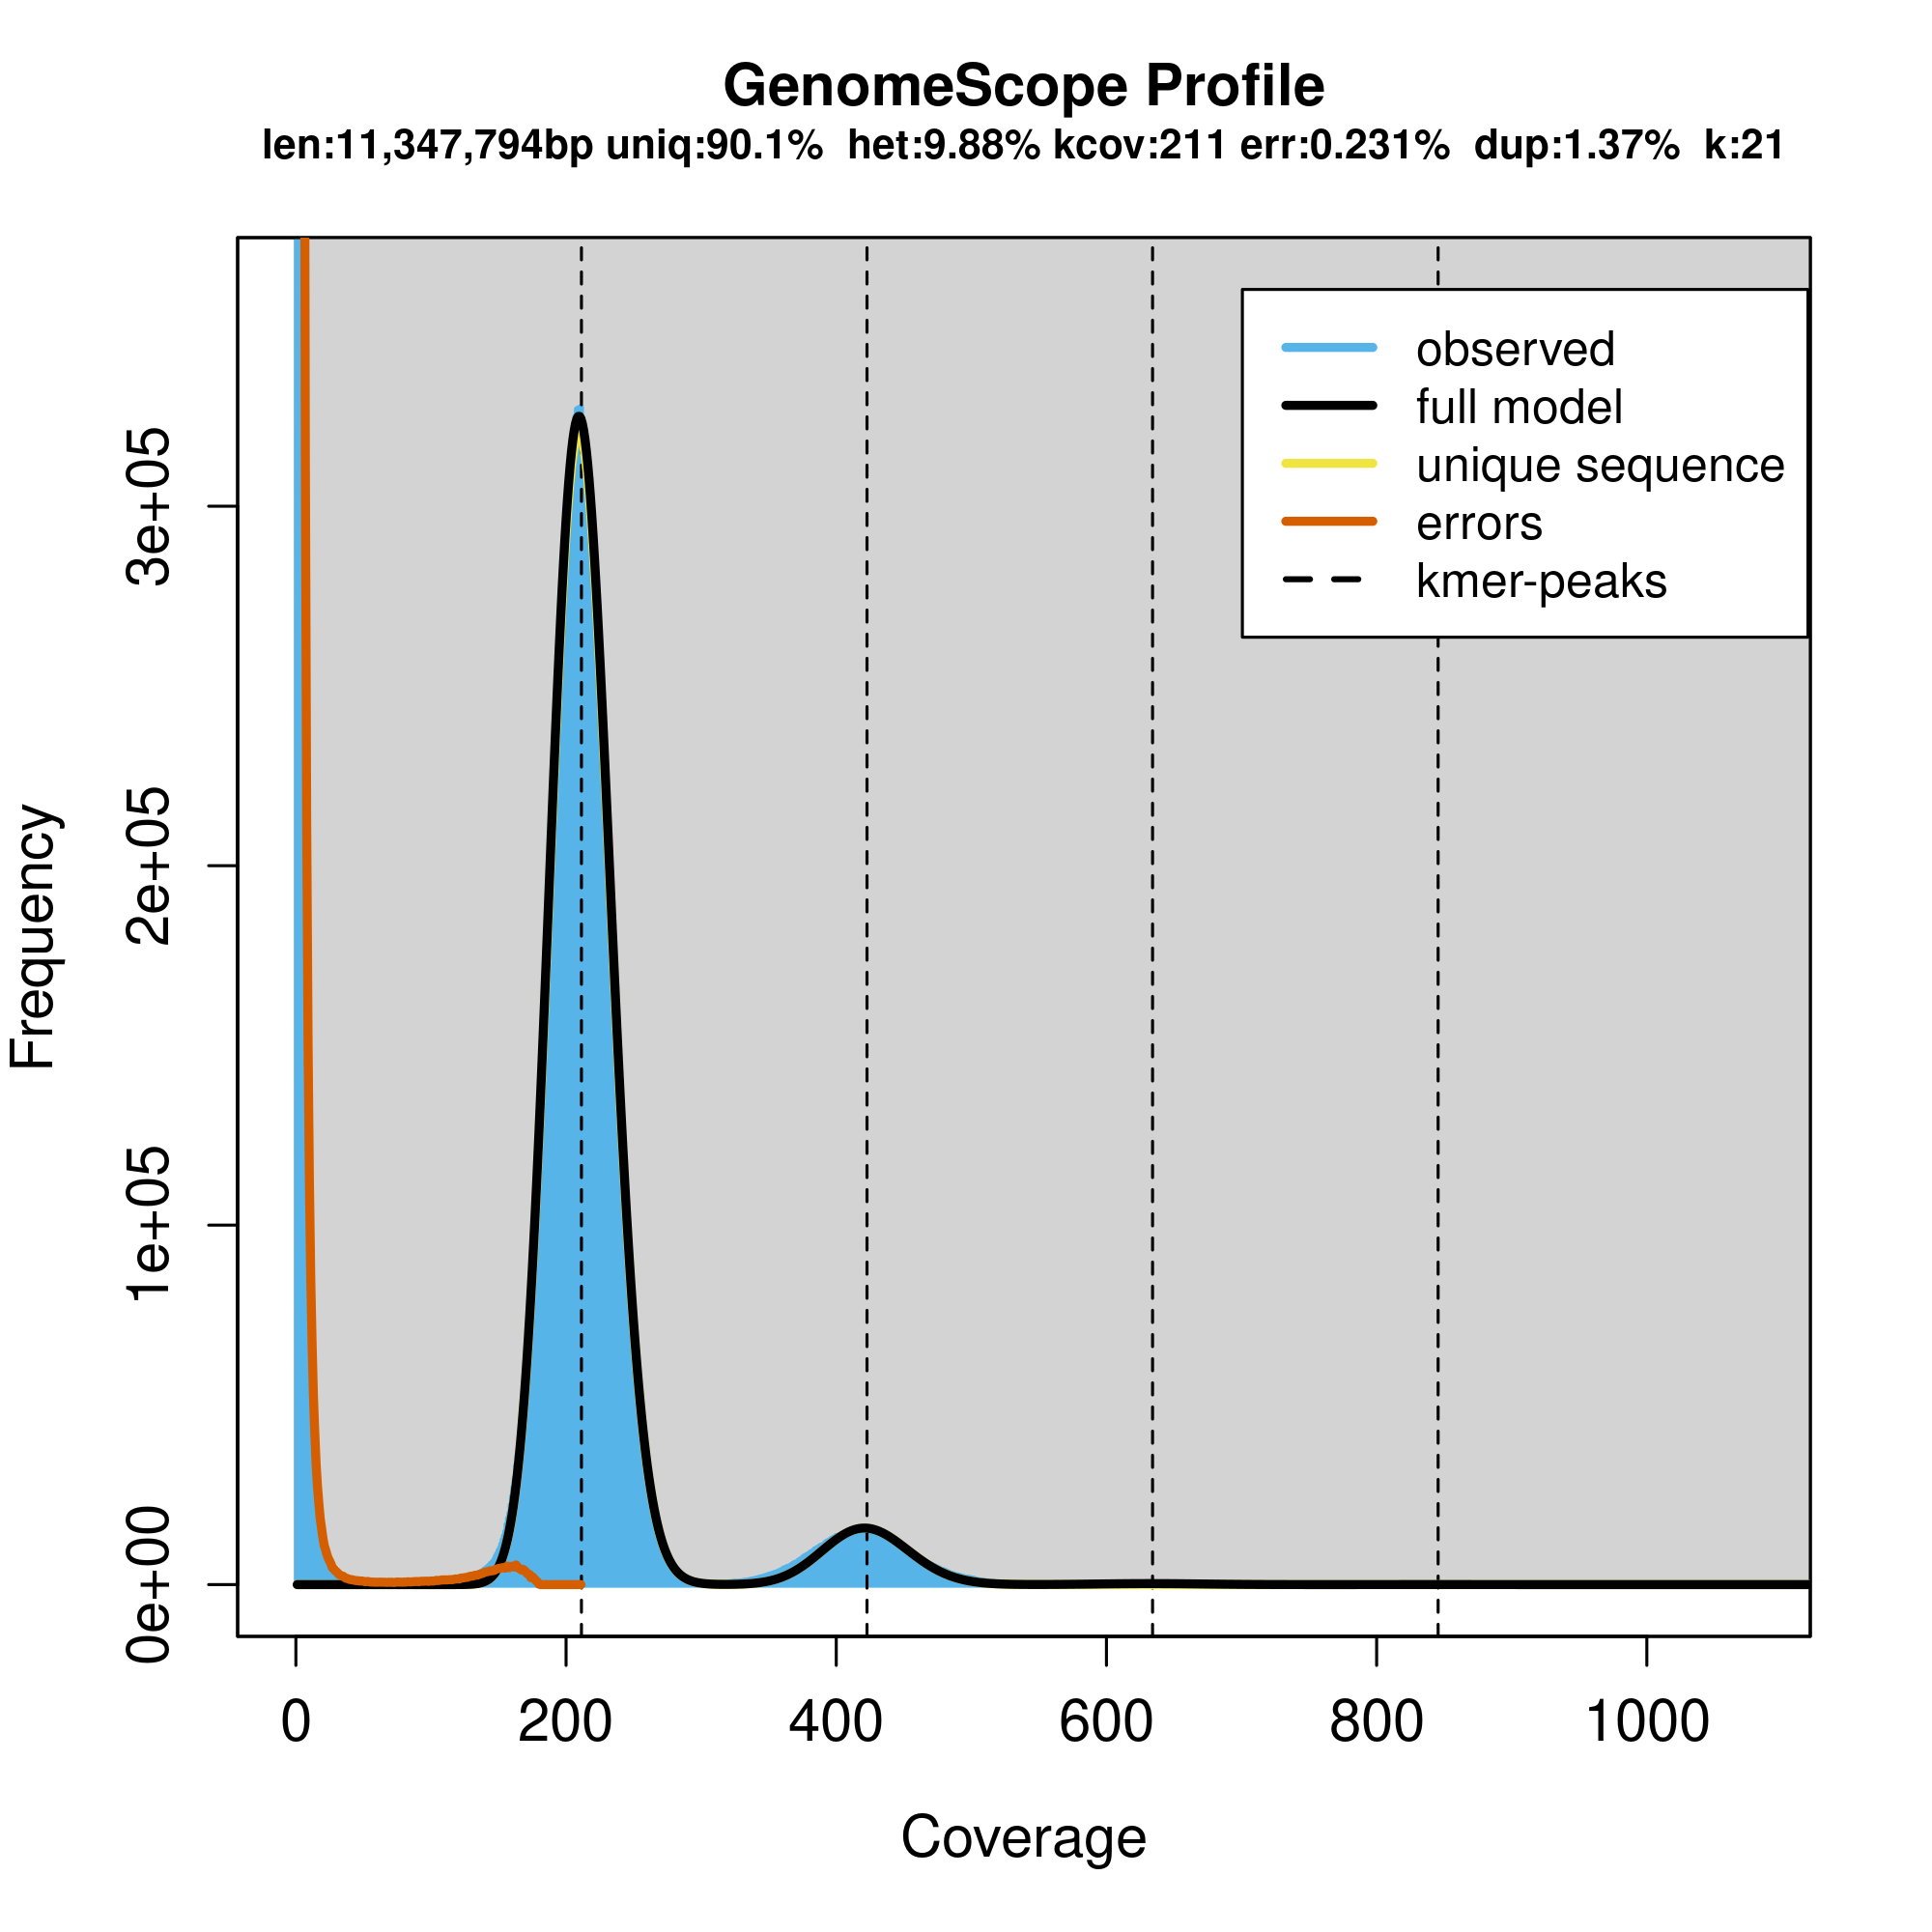 GenomeScope Profile
len:11,347,794bp uniq:90.1% het:9.88% kcov:211 err:0.231% dup:1.37% k:21
observed
full model
unique sequence
errors
kmer-peaks
Frequency
3e+05
2e+05
1e+05
0e+00
0 200 400 600 800 1000
Coverage